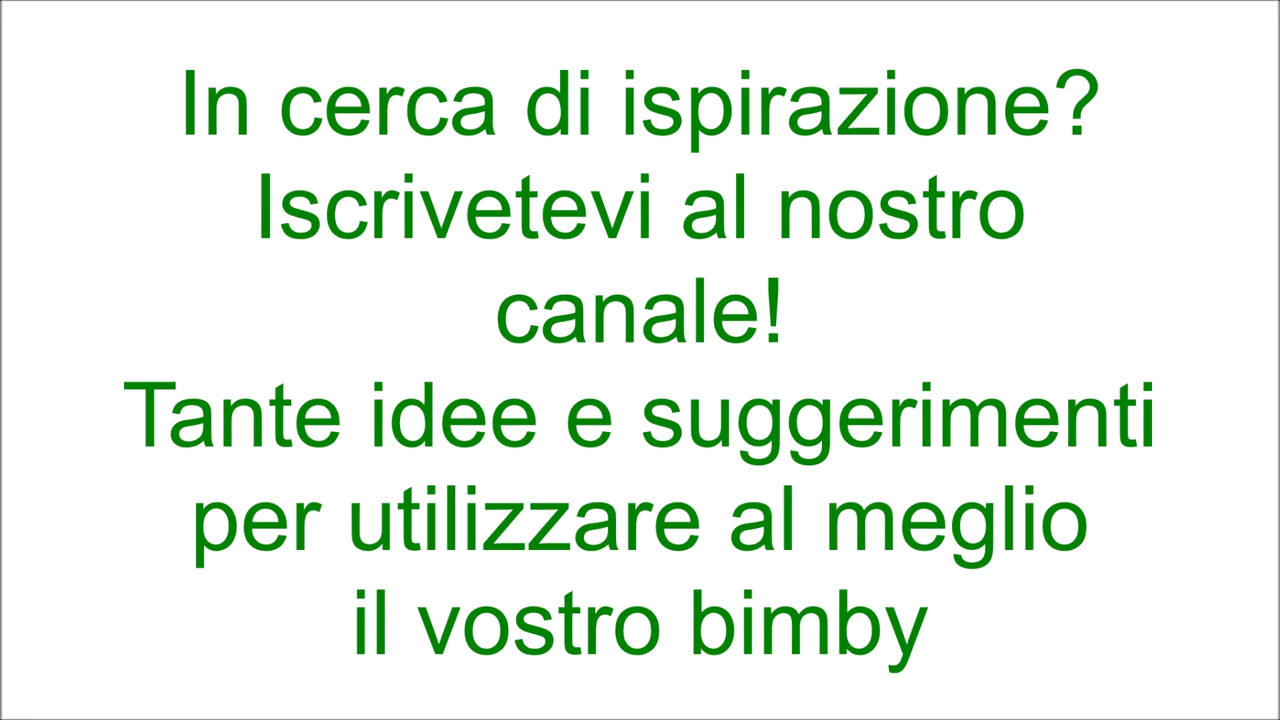 In cerca di ispirazione?
Iscrivetevi al nostro
canale!
Tante idee e suggerimenti
per utilizzare al meglio
il vostro bimby